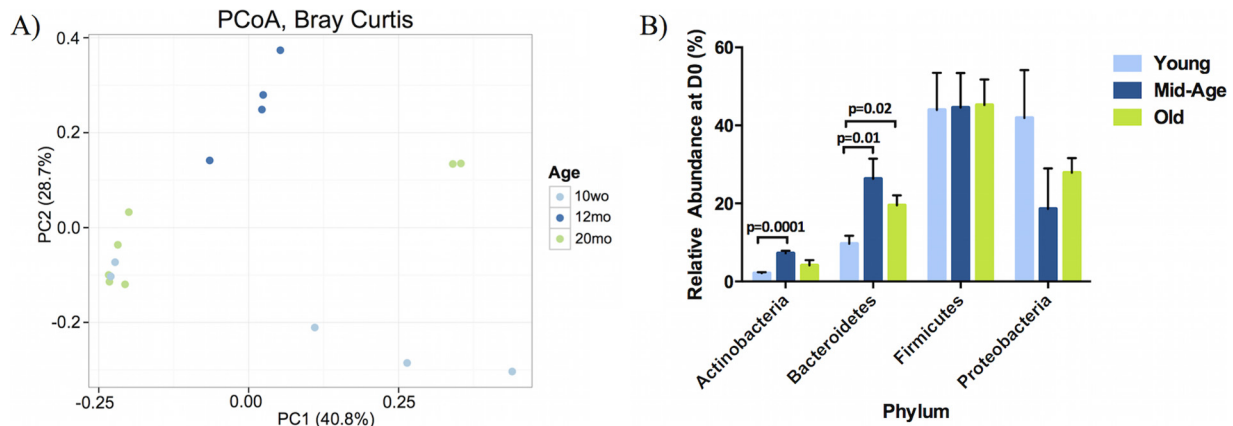 A)
PCoA, Bray Curtis
0.4
0.2
0.0
-0.2
PC2 (28.7%)
-0.25
0.00
0.25
PC1 (40.8%)
Age
10wo
12mo
20mo
B)
Relative Abundance at D0 (%)
60
40
20
0
p=0.0001
p=0.01
p=0.02
Actinobacteria
Bacteroidetes
Firmicutes
Proteobacteria
Phylum
Young
Mid-Age
Old